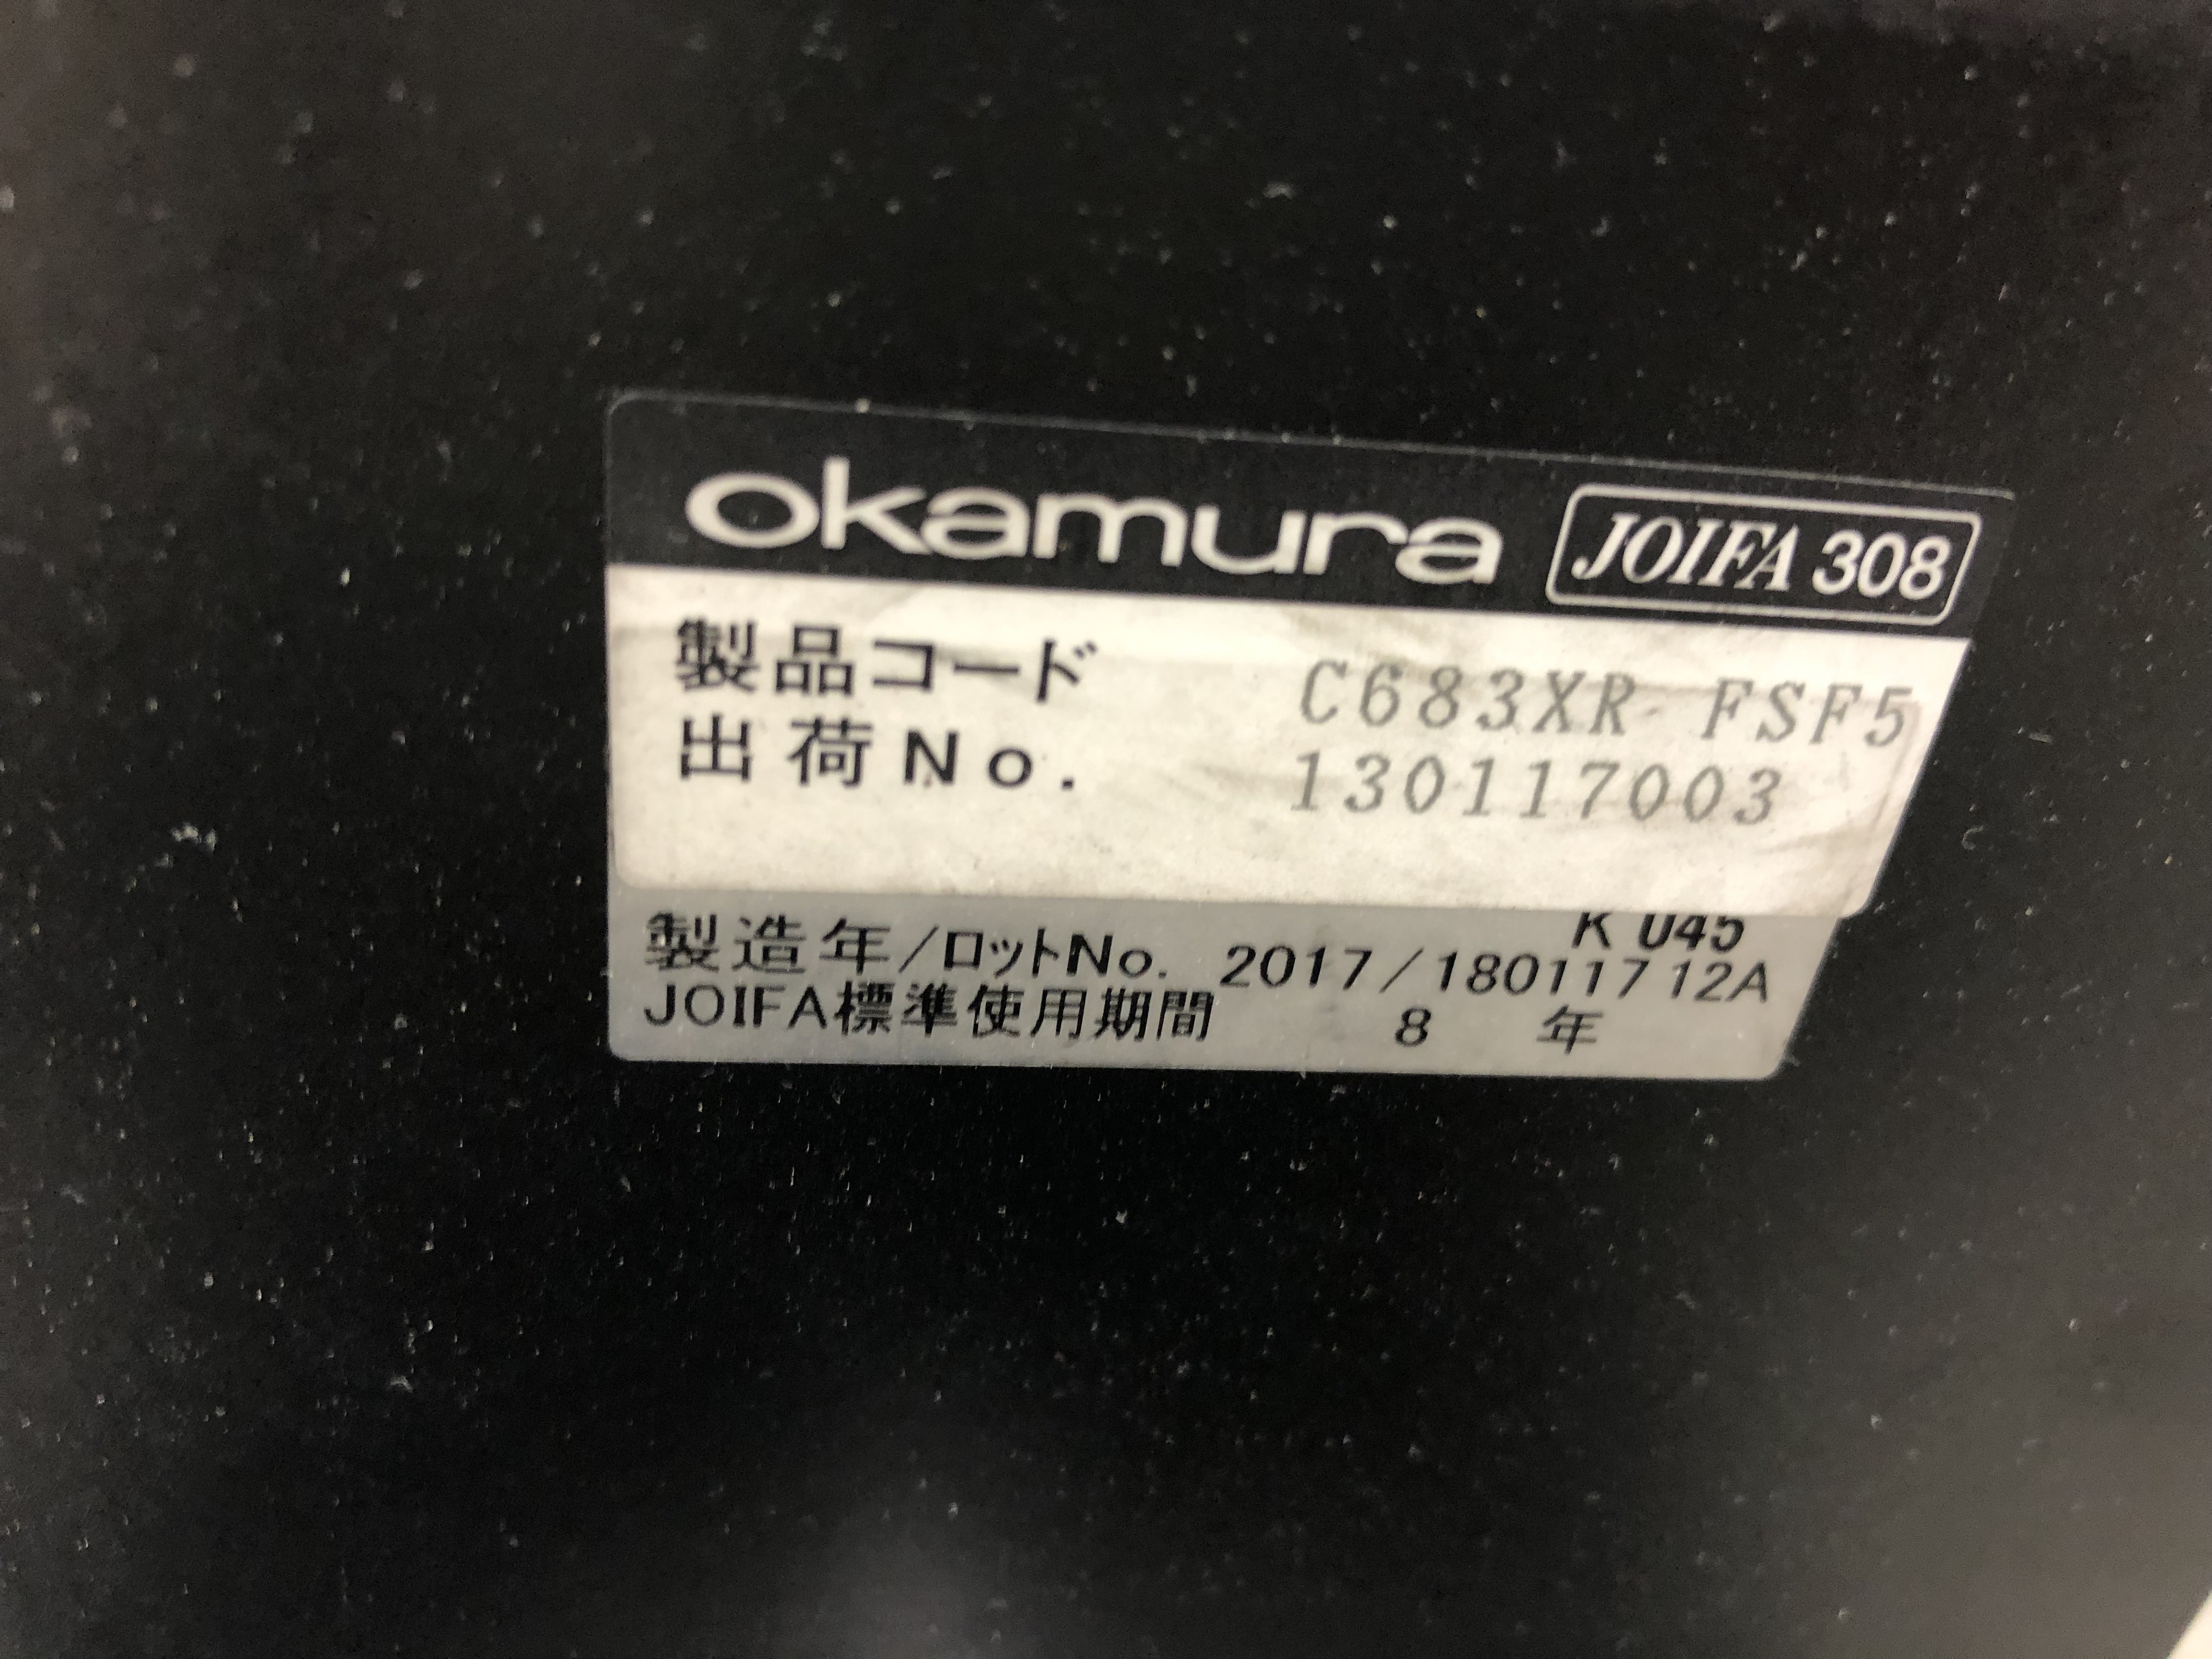 okamura JOIFA 308
製品コード C683XR FSF5
出荷No. 130117003
K 045
製造年/ロットNo. 2017/18011712A
JOIFA標準使用期間 8 年